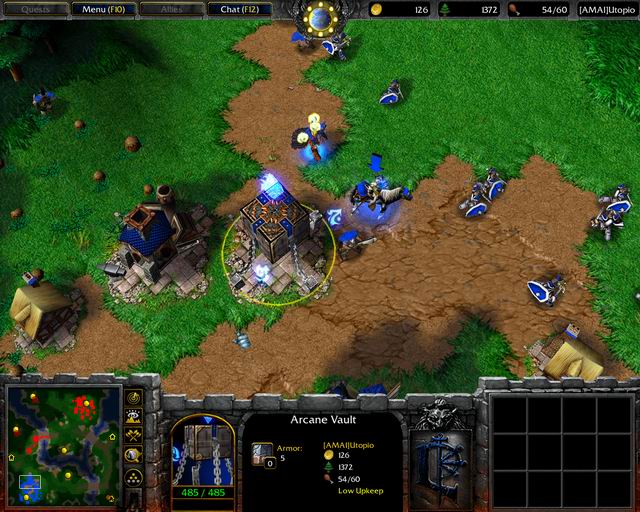 Quests
Menu (F10)
Allies
Chat (F12)
126
1372
54/60
[AMAI]Utopio
Arcane Vault
Armor:
5
0
[AMAI]Utopio
126
1372
54/60
Low Upkeep
485 / 485